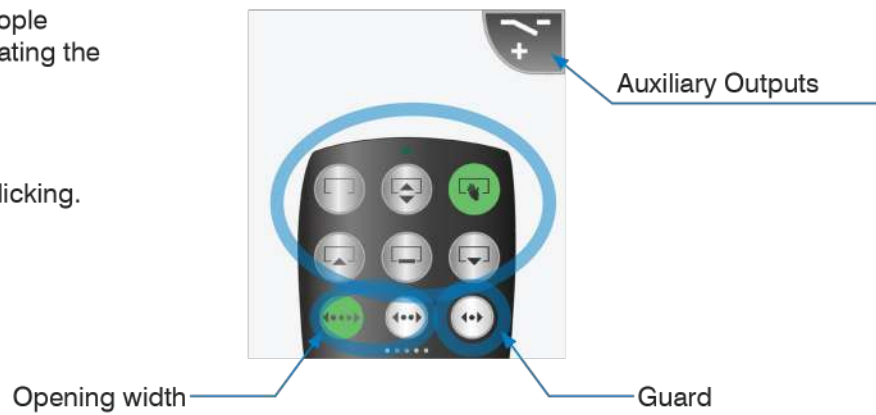 ople
ating the
Auxiliary Outputs
licking.
Opening width
Guard